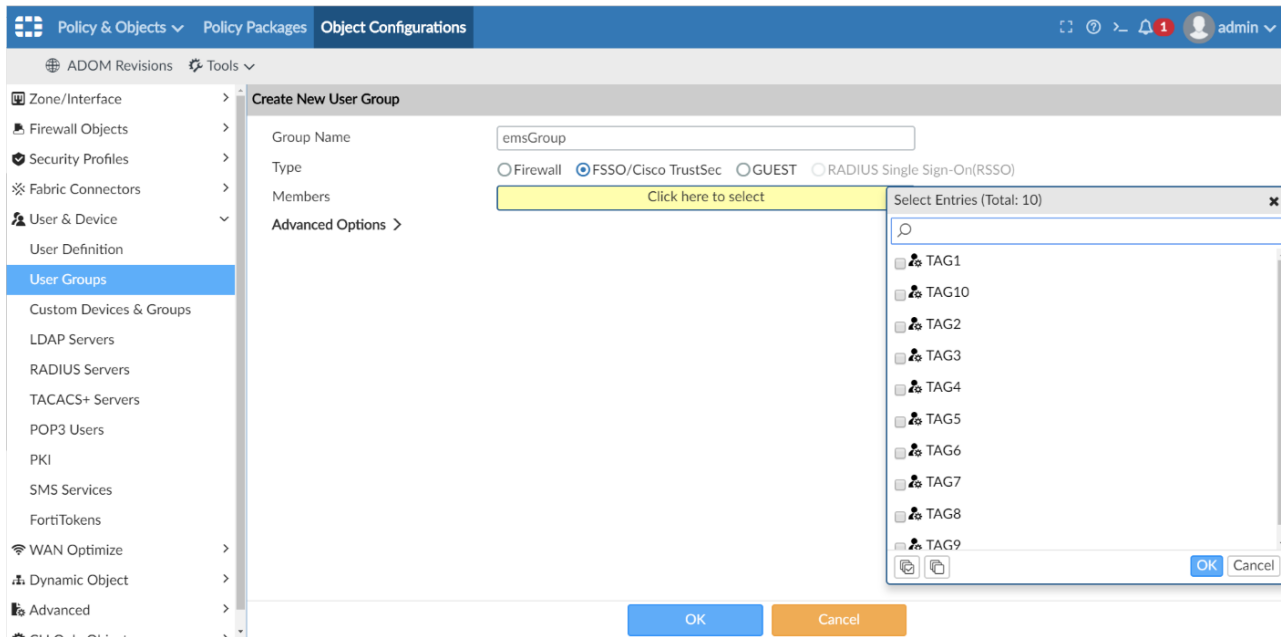 Policy & Objects Policy Packages Object Configurations 1 admin
ADOM Revisions Tools
Zone/Interface
Firewall Objects
Security Profiles
Fabric Connectors
User & Device
User Definition
User Groups
Custom Devices & Groups
LDAP Servers
RADIUS Servers
TACACS+ Servers
POP3 Users
PKI
SMS Services
FortiTokens
WAN Optimize
Dynamic Object
Advanced
Create New User Group
Group Name emsGroup
Type Firewall FSSO/Cisco TrustSec GUEST RADIUS Single Sign-On(RSSO)
Members Click here to select
Advanced Options >
Select Entries (Total: 10)
TAG1
TAG10
TAG2
TAG3
TAG4
TAG5
TAG6
TAG7
TAG8
TAG9
OK Cancel
OK Cancel